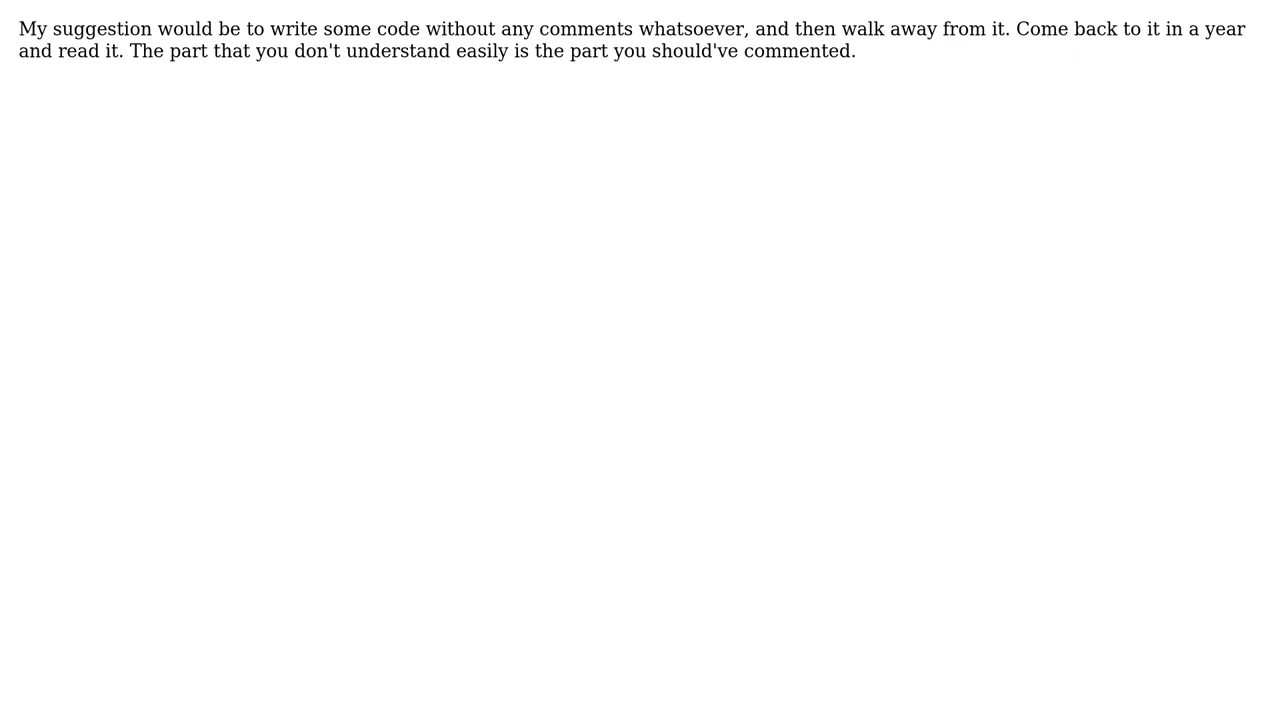 My suggestion would be to write some code without any comments whatsoever, and then walk away from it. Come back to it in a year
and read it. The part that you don't understand easily is the part you should've commented.